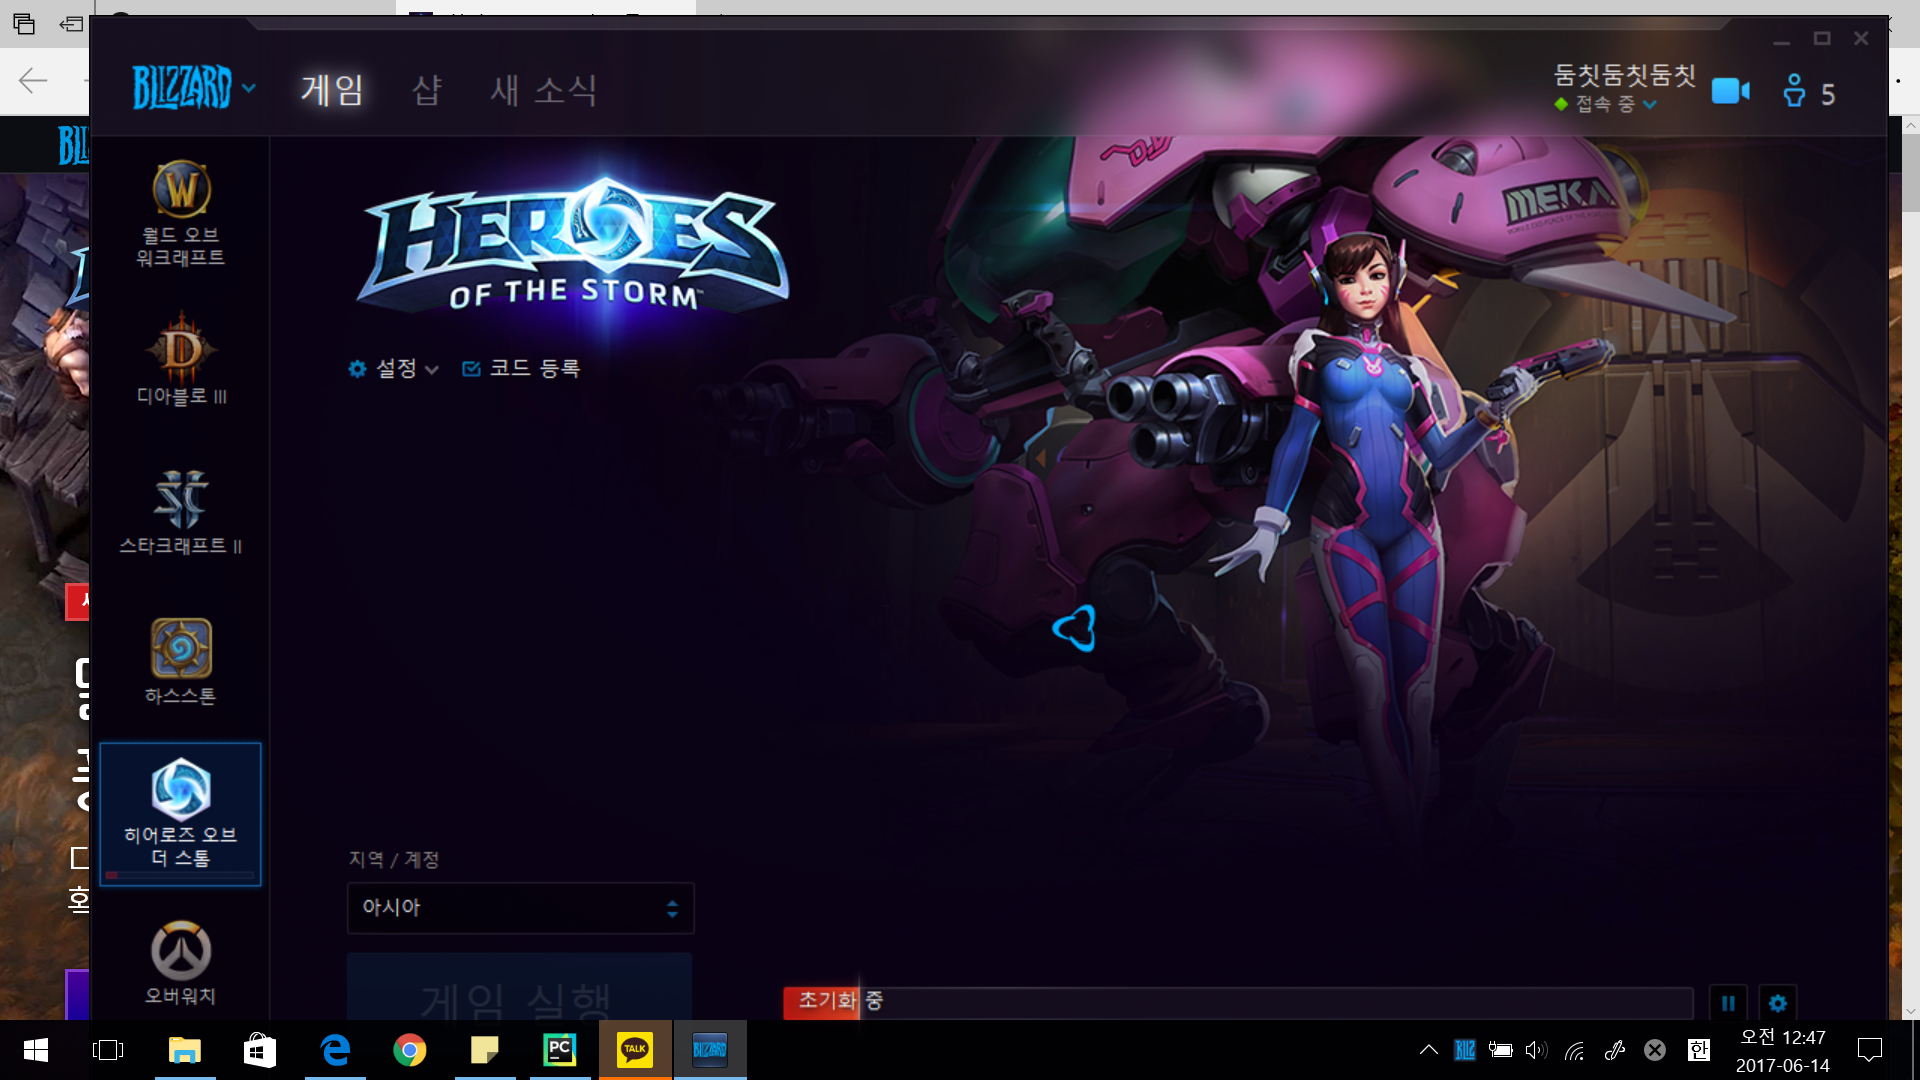 BLIZZARD
게임
샵
새 소식
둠칫둠칫둠칫
접속 중
5
W
월드 오브
워크래프트
D
디아블로 III
스타크래프트 II
하스스톤
히어로즈 오브
더 스톰
오버워치
HEROES
OF THE STORM™
설정
코드 등록
D.VA
MEKA
지역 / 계정
아시아
게임 실행
초기화 중
PC
TALK
BLIZZARD
BLIZ
한
오전 12:47
2017-06-14